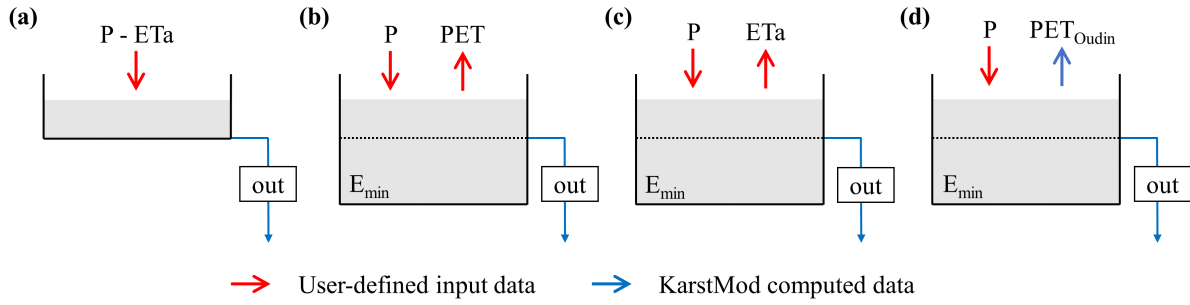 (a) (b) (c) (d)
P - ETa P PET P ETa P PET_Oudin
E_min E_min E_min
out out out out
User-defined input data KarstMod computed data